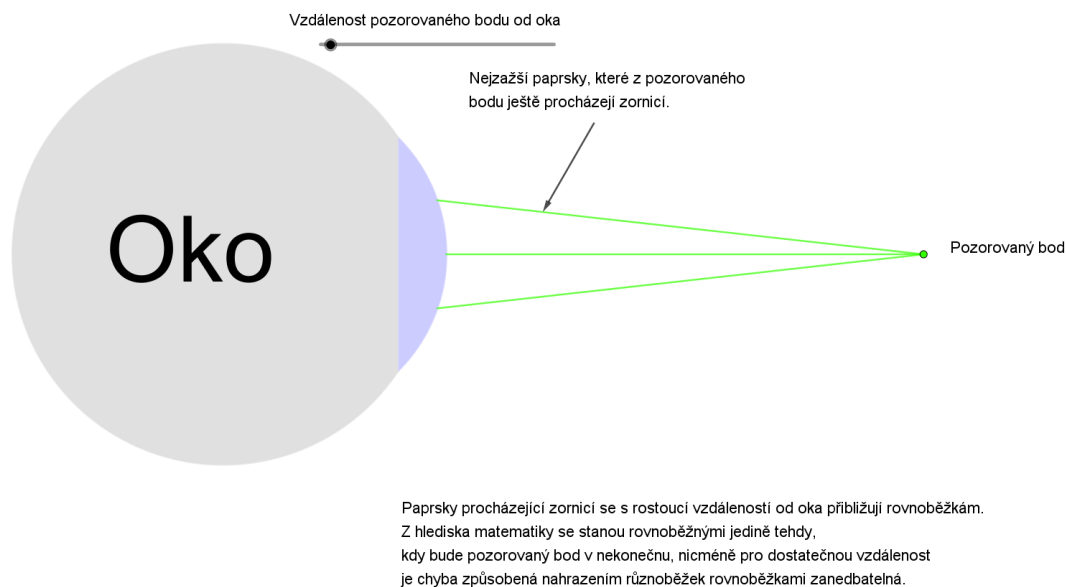 Vzdálenost pozorovaného bodu od oka
Nejzažší paprsky, které z pozorovaného
bodu ještě procházejí zornicí.
Oko
Pozorovaný bod
Paprsky procházející zornicí se s rostoucí vzdáleností od oka přibližují rovnoběžkám.
Z hlediska matematiky se stanou rovnoběžnými jedině tehdy,
kdy bude pozorovaný bod v nekonečnu, nicméně pro dostatečnou vzdálenost
je chyba způsobená nahrazením různoběžek rovnoběžkami zanedbatelná.